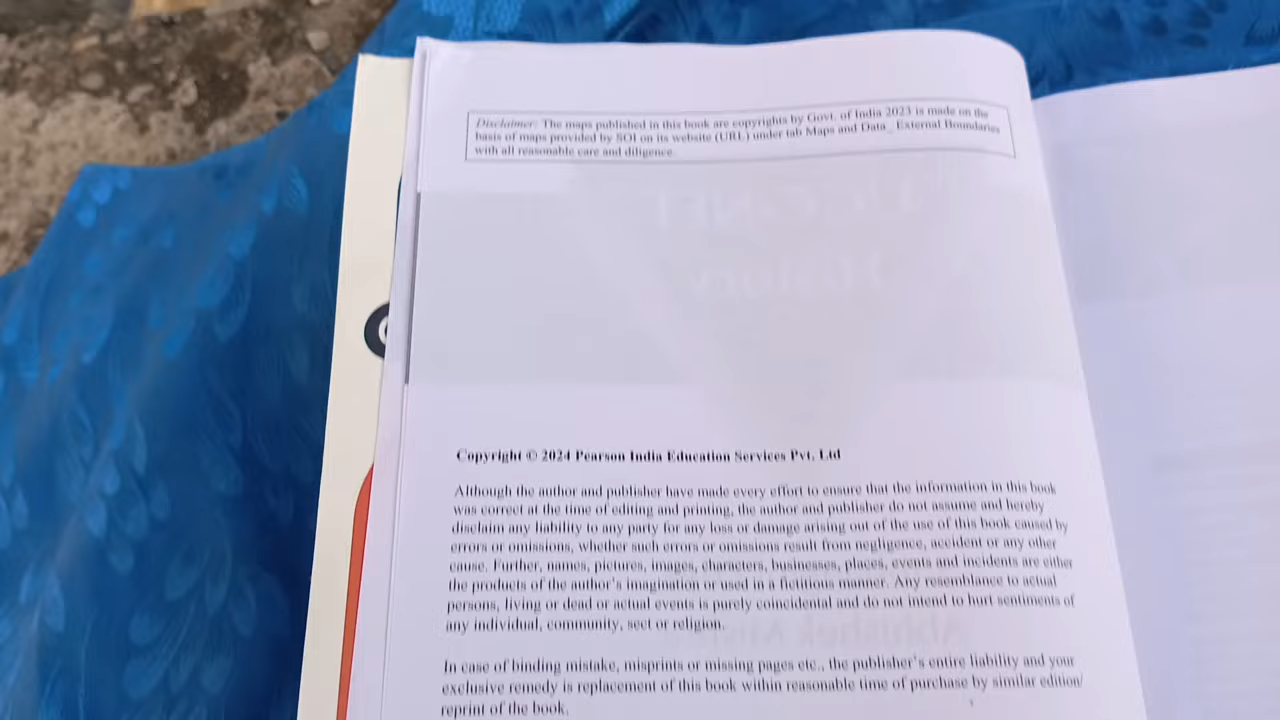 Disclaimer: The maps published in this book are copyrights by Govt. of India 2023 is made on the
basis of maps provided by SOI on its website (URL) under tab Maps and Data_ External Boundaries
with all reasonable care and diligence.
Copyright © 2024 Pearson India Education Services Pvt. Ltd
Although the author and publisher have made every effort to ensure that the information in this book
was correct at the time of editing and printing, the author and publisher do not assume and hereby
disclaim any liability to any party for any loss or damage arising out of the use of this book caused by
errors or omissions, whether such errors or omissions result from negligence, accident or any other
cause. Further, names, pictures, images, characters, businesses, places, events and incidents are either
the products of the author's imagination or used in a fictitious manner. Any resemblance to actual
persons, living or dead or actual events is purely coincidental and do not intend to hurt sentiments of
any individual, community, sect or religion.
In case of binding mistake, misprints or missing pages etc., the publisher's entire liability and your
exclusive remedy is replacement of this book within reasonable time of purchase by similar edition/
reprint of the book.